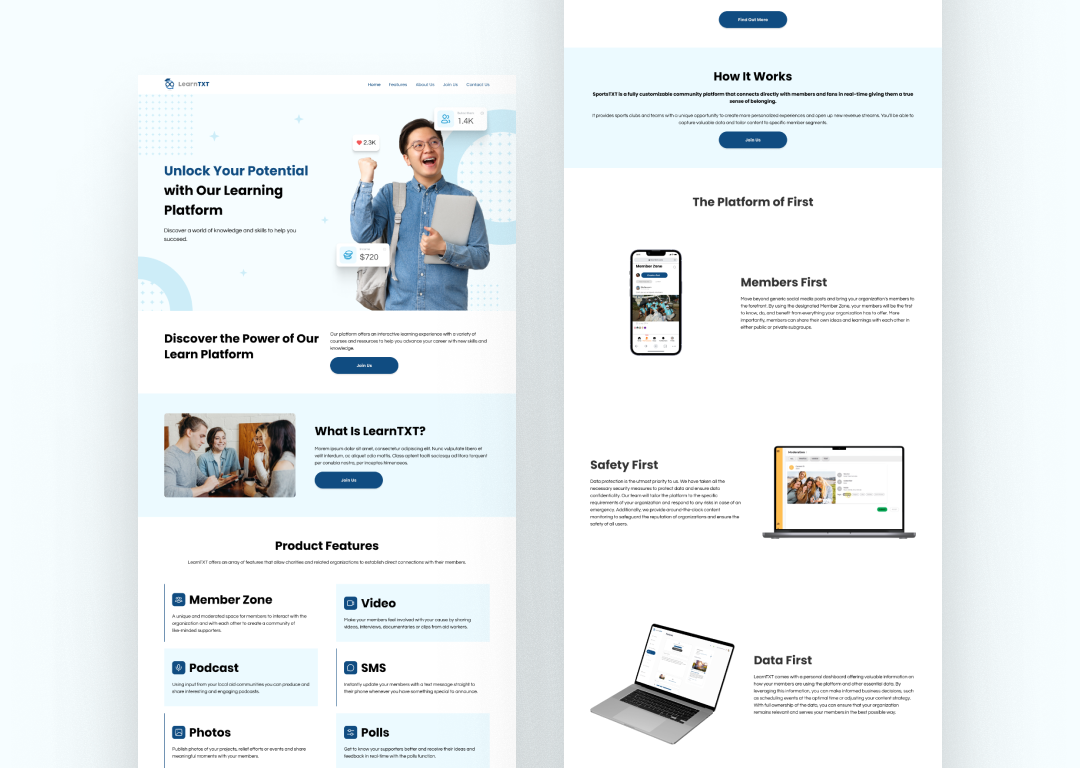 LearnTXT
Home Features About Us Join Us Contact Us
1.4K
2.3K
Unlock Your Potential
with Our Learning
Platform
Discover a world of knowledge and skills to help you
succeed.
$720
Discover the Power of Our
Learn Platform
Our platform offers an interactive learning experience with a variety of
courses and resources to help you advance your career with new skills and
knowledge.
Join Us
What Is LearnTXT?
Morem ipsum dolor sit amet, consectetur adipiscing elit. Nunc vulputate libero et
velit interdum, ac aliquet odio mattis. Class aptent taciti sociosqu ad litora torquent
per conubia nostra, per inceptos himenaeos.
Join Us
Product Features
LearnTXT offers as array of features that allow charities and related organisations to establish direct connections with their members.
Member Zone
A unique and moderated space for members to interact with the
organization and with each other to create a community of
like-minded supporters.
Video
Make your members feel involved with your cause by sharing
videos, interviews, documentaries or clips from aid workers.
Podcast
Using input from your local aid communities you can produce and
share interesting and engaging podcasts.
SMS
Instantly update your members with a text message straight to
their phone whenever you have something special to announce.
Photos
Publish photos of your projects, relief efforts or events and share
meaningful moments with your members.
Polls
Get to know your supporters better and receive their ideas and
feedback in real-time with the polls function.
Find Out More
How It Works
SportsTXT is a fully customizable community platform that connects directly with members and fans in real-time giving them a true
sense of belonging.
It provides sports clubs and teams with a unique opportunity to create more personalized experiences and open up new revenue streams. You'll be able to
capture valuable data and tailor content to specific member segments.
Join Us
The Platform of First
Member Zone
Members First
Move beyond generic social media posts and bring your organization's members to
the forefront. By using the designated Member Zone, your members will be the first
to know, do, and benefit from everything your organization has to offer. More
importantly, members can share their own ideas and learnings with each other in
either public or private subgroups.
Safety First
Data protection is the utmost priority to us. We have taken all the
necessary security measures to protect data and ensure data
confidentiality. Our team will tailor the platform to the specific
requirements of your organization and respond to any risks in case of an
emergency. Additionally, we provide around-the-clock content
monitoring to safeguard the reputation of organizations and ensure the
safety of all users.
Data First
LearnTXT comes with a personal dashboard offering valuable information on
how your members are using the platform and other essential data. By
leveraging this information, you can make informed business decisions, such
as scheduling events at the optimal time or adjusting your content strategy.
With full ownership of the data, you can ensure that your organization
remains relevant and serves your members in the best possible way.